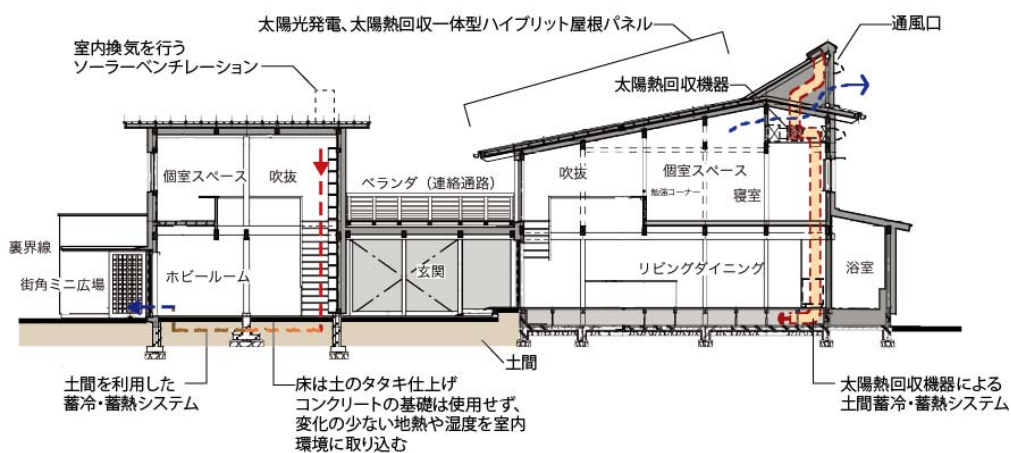 太陽光発電、太陽熱回収一体型ハイブリット屋根パネル
通風口
室内換気を行う
ソーラーベンチレーション
太陽熱回収機器
個室スペース
吹抜
ベランダ（連絡通路）
吹抜
個室スペース
勉強コーナー
寝室
裏界線
街角ミニ広場
ホビールーム
玄関
リビングダイニング
浴室
土間
土間を利用した
蓄冷・蓄熱システム
床は土のタタキ仕上げ
コンクリートの基礎は使用せず、
変化の少ない地熱や湿度を室内
環境に取り込む
太陽熱回収機器による
土間蓄冷・蓄熱システム